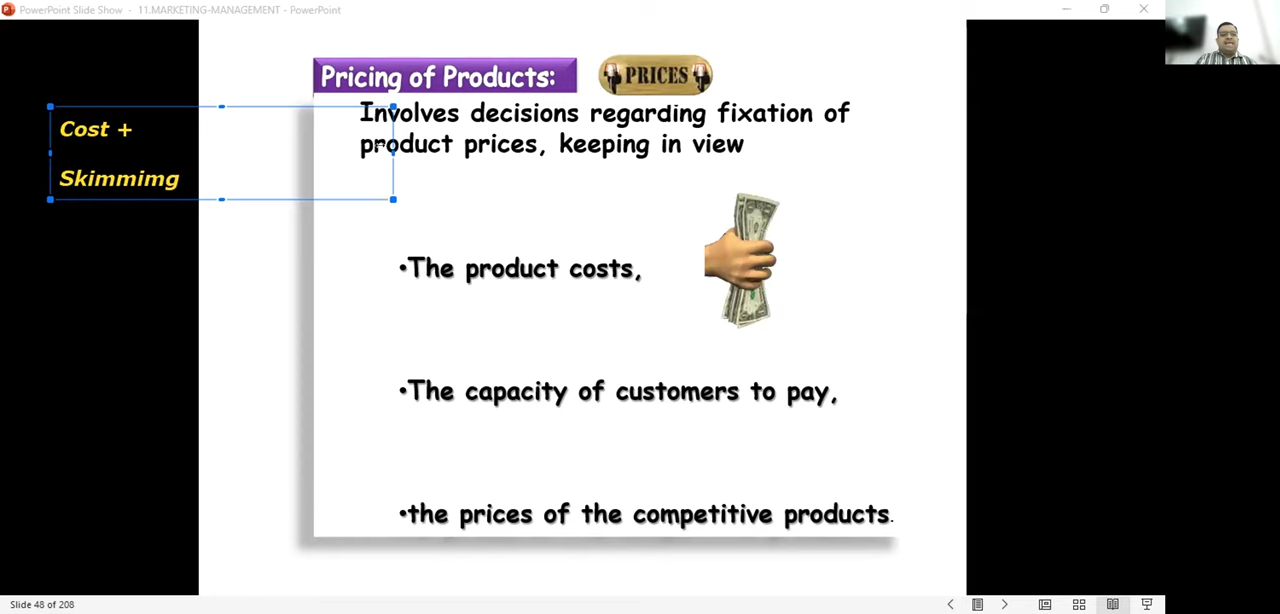 PowerPoint Slide Show - 11.MARKETING-MANAGEMENT - PowerPoint
Pricing of Products:
PRICES
Involves decisions regarding fixation of
product prices, keeping in view
Cost +
Skimmimg
•The product costs,
•The capacity of customers to pay,
•the prices of the competitive products.
Slide 48 of 208